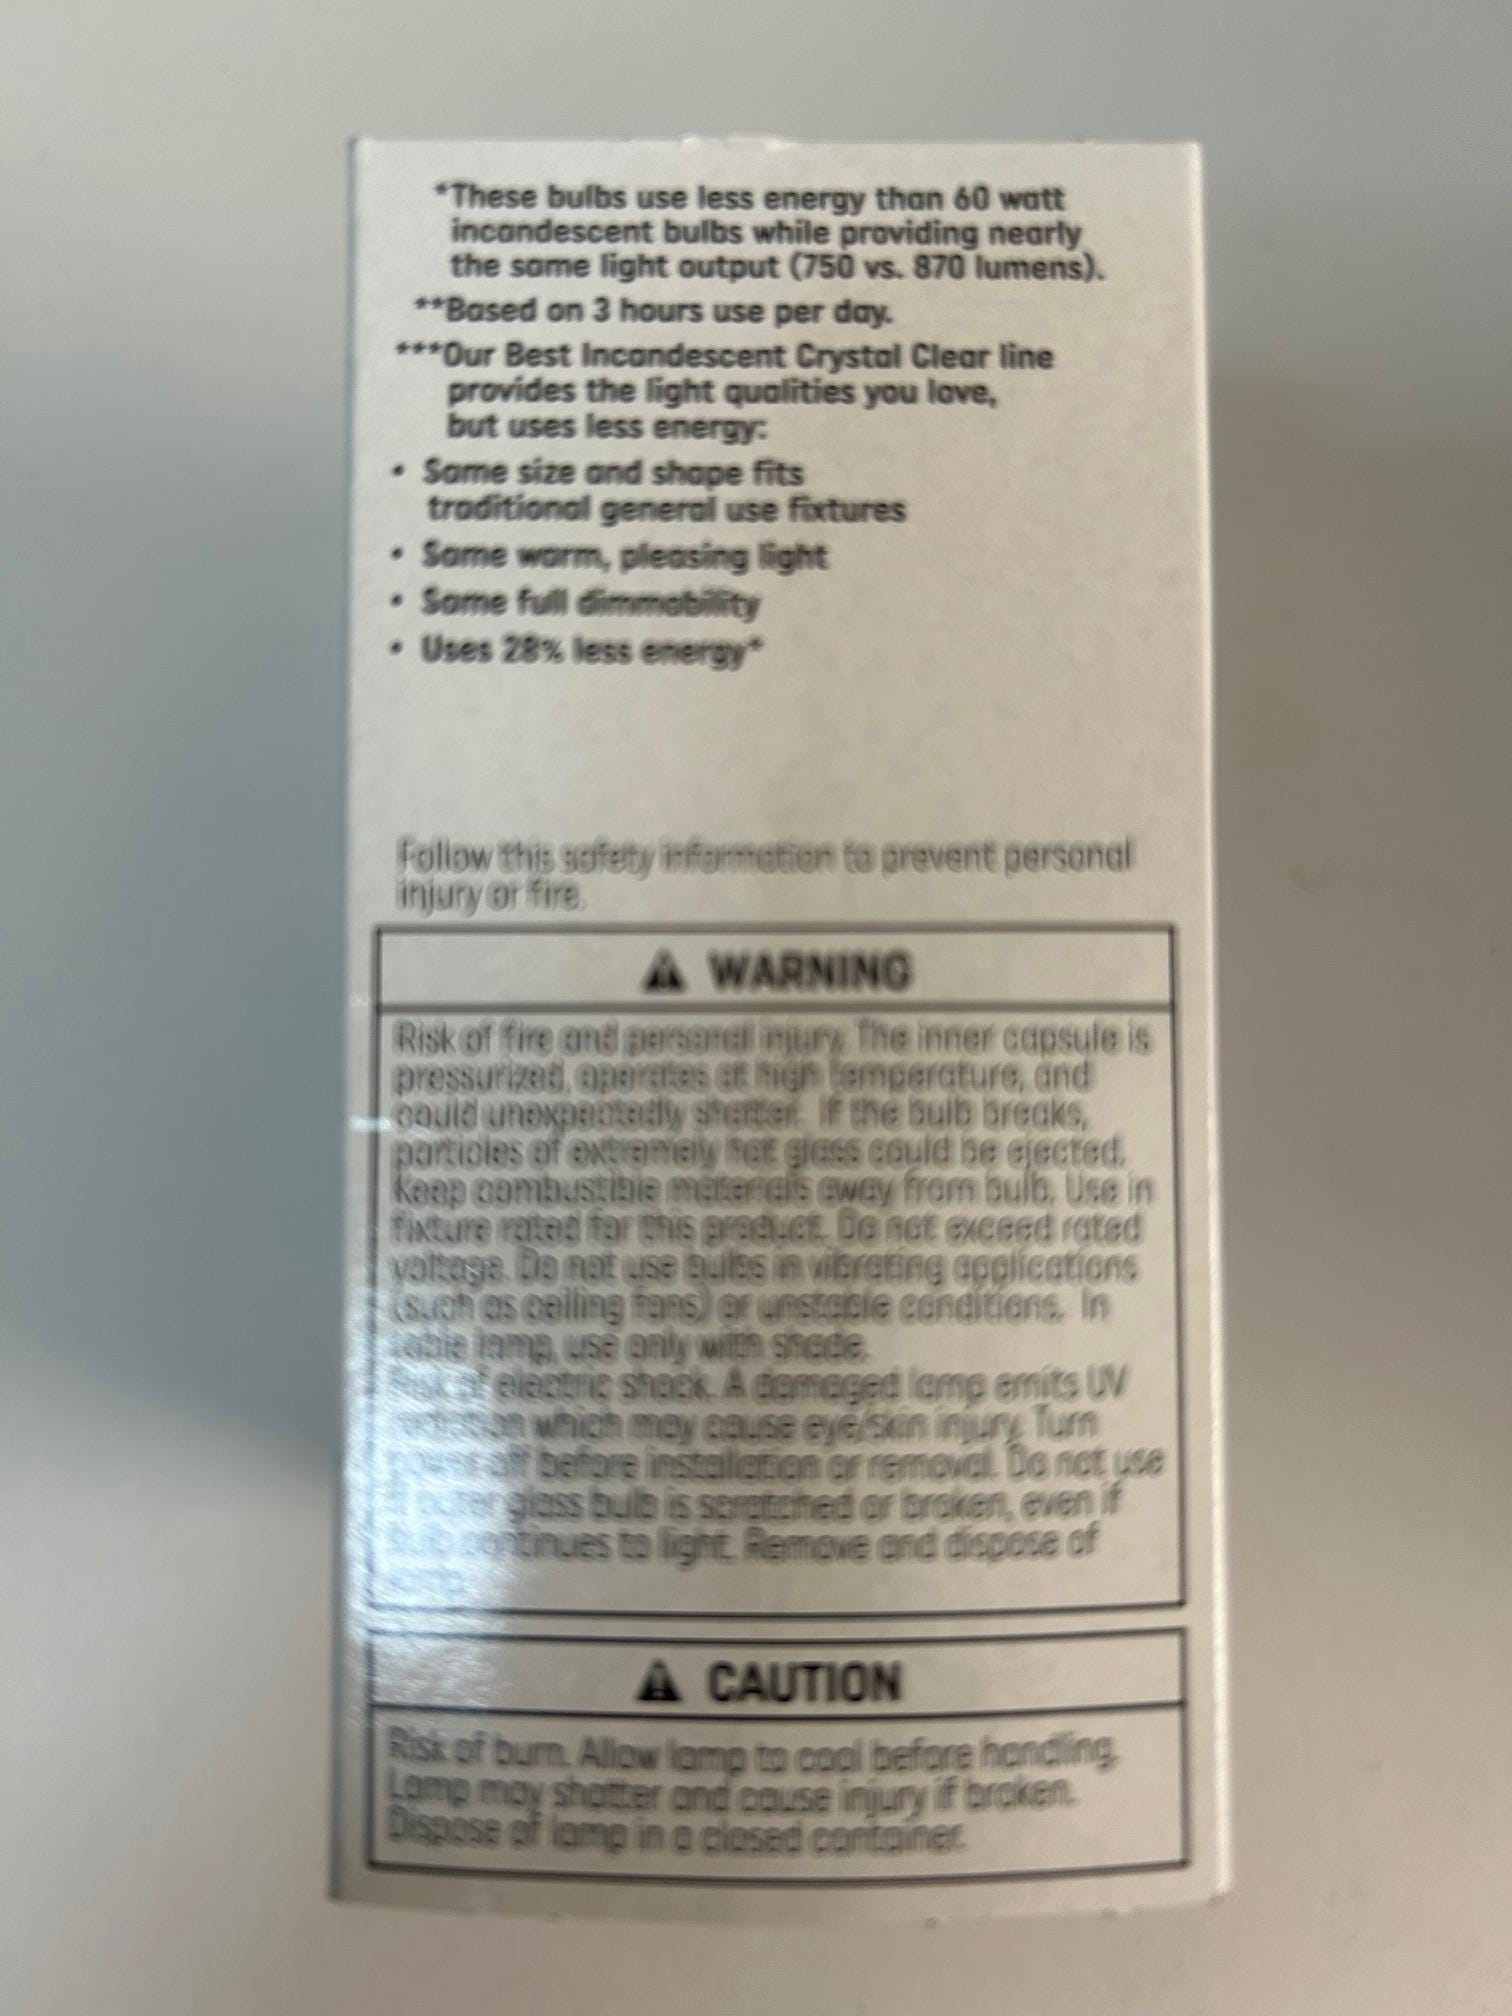 *These bulbs use less energy than 60 watt
incandescent bulbs while providing nearly
the same light output (750 vs. 870 lumens).
**Based on 3 hours use per day.
***Our Best Incandescent Crystal Clear line
provides the light qualities you love,
but uses less energy:
• Same size and shape fits
traditional general use fixtures
• Same warm, pleasing light
• Same full dimmability
• Uses 28% less energy*
Follow this safety information to prevent personal
injury or fire.
WARNING
Risk of fire and personal injury. The inner capsule is
pressurized, operates at high temperature, and
could unexpectedly shatter. If the bulb breaks,
particles of extremely hot glass could be ejected.
Keep combustible materials away from bulb. Use in
fixture rated for this product. Do not exceed rated
voltage. Do not use bulbs in vibrating applications
(such as ceiling fans) or unstable conditions. In
table lamp, use only with shade.
Risk of electric shock. A damaged lamp emits UV
radiation which may cause eye/skin injury. Turn
power off before installation or removal. Do not use
if outer glass bulb is scratched or broken, even if
bulb continues to light. Remove and dispose of
lamp.
CAUTION
Risk of burn. Allow lamp to cool before handling.
Lamp may shatter and cause injury if broken.
Dispose of lamp in a closed container.